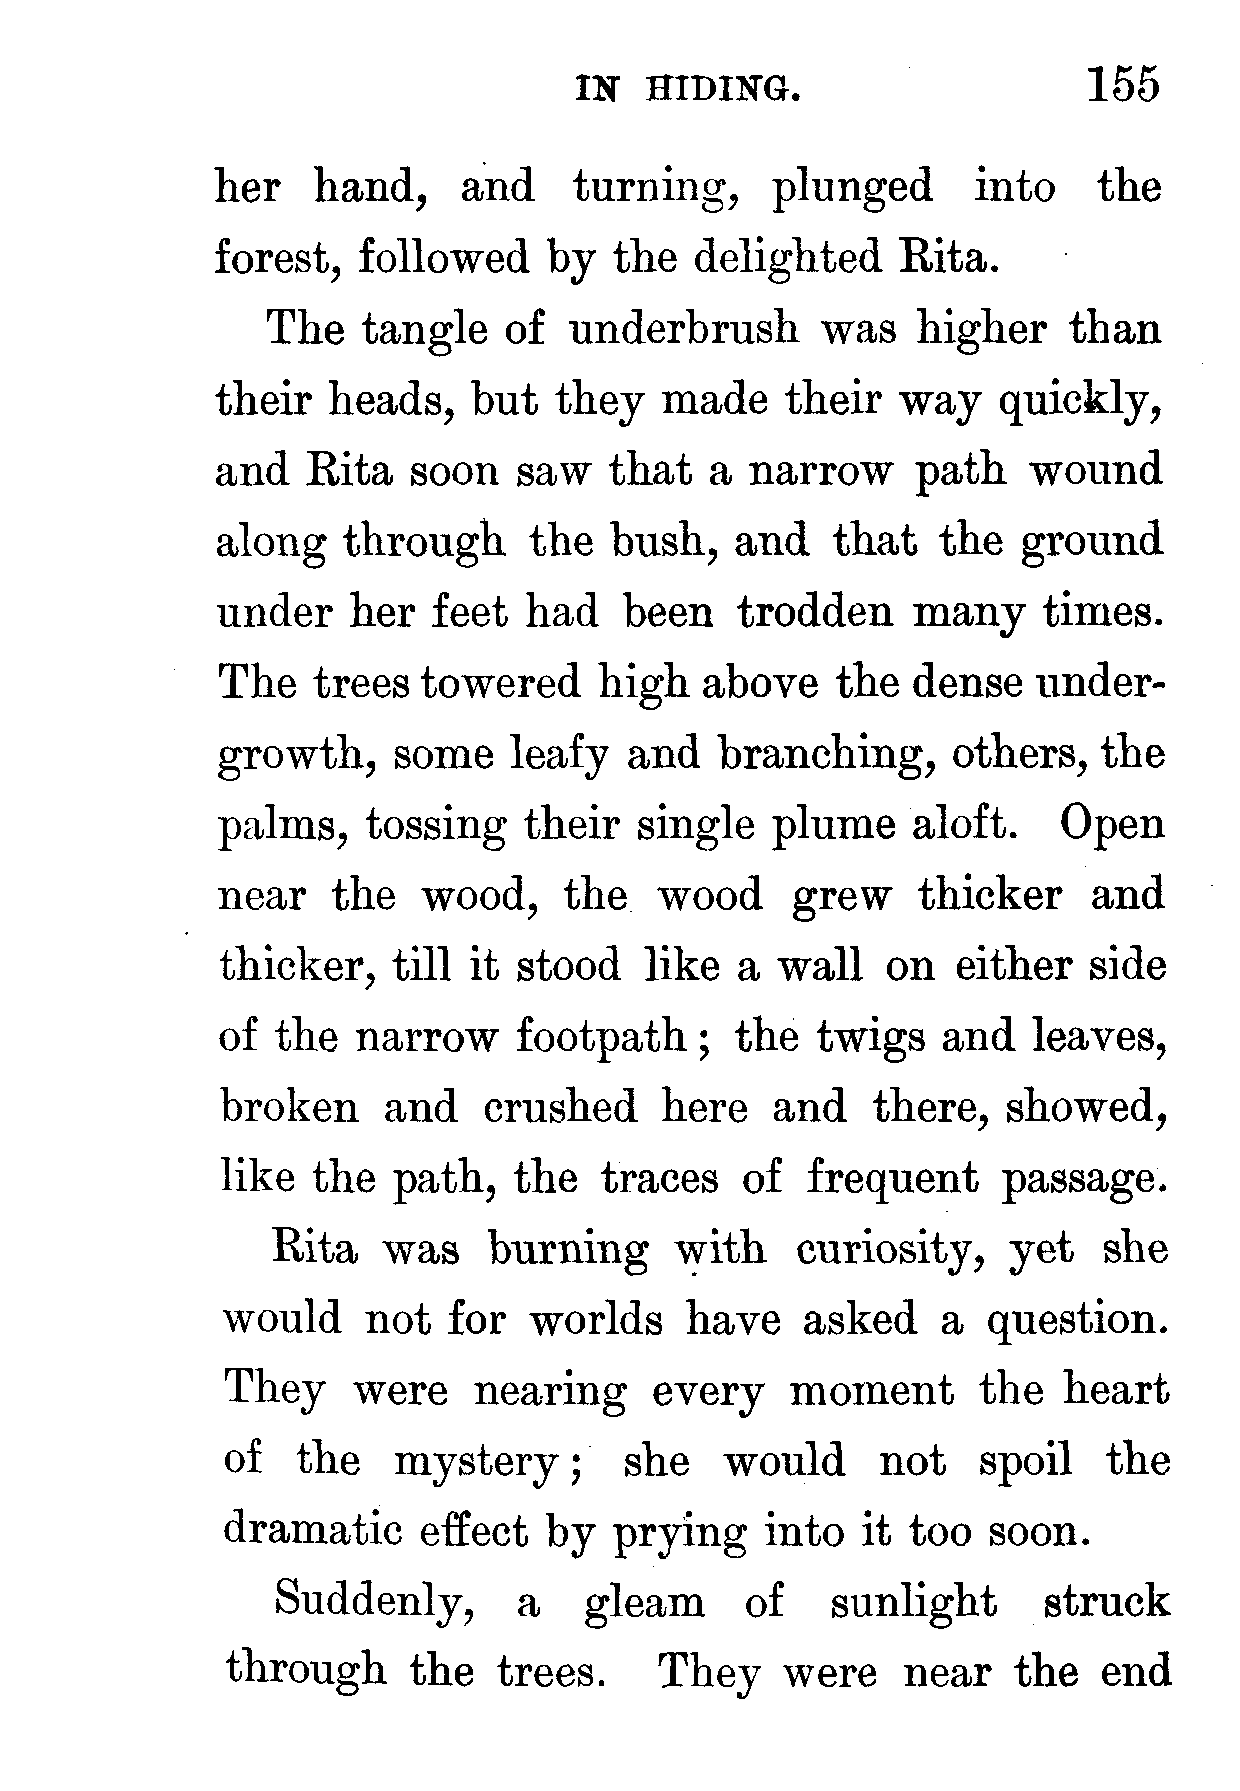 IN HIDING. 155
her hand, and turning, plunged into the
forest, followed by the delighted Rita.
The tangle of underbrush was higher than
their heads, but they made their way quickly,
and Rita soon saw that a narrow path wound
along through the bush, and that the ground
under her feet had been trodden many times.
The trees towered high above the dense under-
growth, some leafy and branching, others, the
palms, tossing their single plume aloft. Open
near the wood, the wood grew thicker and
thicker, till it stood like a wall on either side
of the narrow footpath; the twigs and leaves,
broken and crushed here and there, showed,
like the path, the traces of frequent passage.
Rita was burning with curiosity, yet she
would not for worlds have asked a question.
They were nearing every moment the heart
of the mystery; she would not spoil the
dramatic effect by prying into it too soon.
Suddenly, a gleam of sunlight struck
through the trees. They were near the end